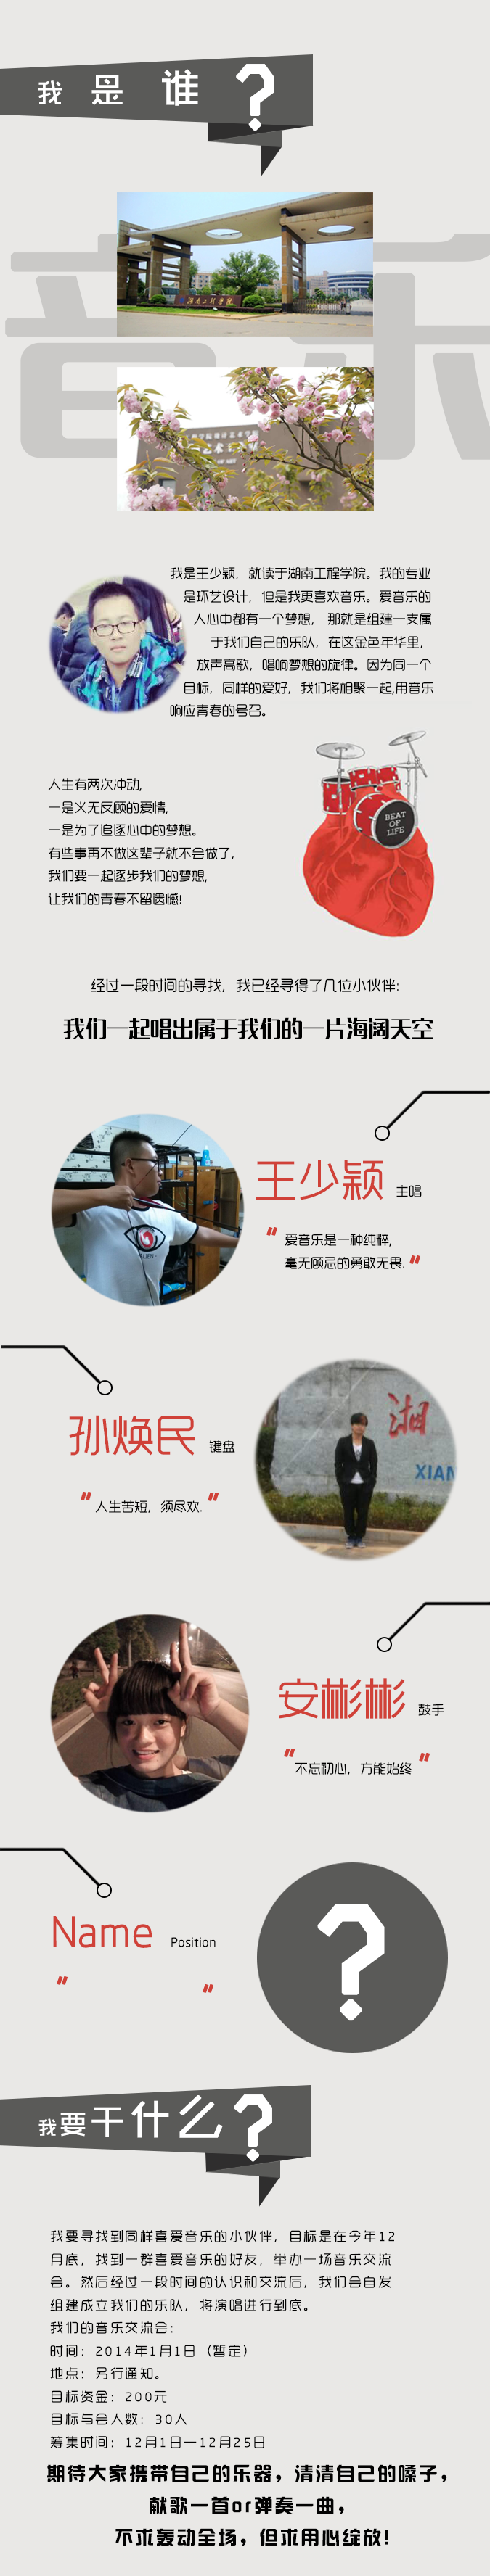 我是谁?
音乐
湖南工程学院
我是王少颖，就读于湖南工程学院。我的专业
是环艺设计，但是我更喜欢音乐。爱音乐的
人心中都有一个梦想， 那就是组建一支属
于我们自己的乐队，在这金色年华里，
放声高歌，唱响梦想的旋律。因为同一个
目标，同样的爱好，我们将相聚一起,用音乐
响应青春的号召。
BEAT
OF
LIFE
人生有两次冲动,
一是义无反顾的爱情,
一是为了追逐心中的梦想。
有些事再不做这辈子就不会做了,
我们要一起逐步我们的梦想,
让我们的青春不留遗憾!
经过一段时间的寻找，我已经寻得了几位小伙伴:
我们一起唱出属于我们的一片海阔天空
王少颖 主唱
"爱音乐是一种纯粹,
毫无顾忌的勇敢无畏."
孙焕民 键盘
"人生苦短，须尽欢."
湘
XIAN
安彬彬 鼓手
"不忘初心，方能始终"
Name Position
" "
?
我要干什么?
我要寻找到同样喜爱音乐的小伙伴，目标是在今年12
月底，找到一群喜爱音乐的好友，举办一场音乐交流
会。然后经过一段时间的认识和交流后，我们会自发
组建成立我们的乐队，将演唱进行到底。
我们的音乐交流会:
时间：2014年1月1日（暂定）
地点：另行通知。
目标资金：200元
目标与会人数：30人
筹集时间：12月1日—12月25日
期待大家携带自己的乐器，清清自己的嗓子，
献歌一首or弹奏一曲，
不求轰动全场，但求用心绽放!